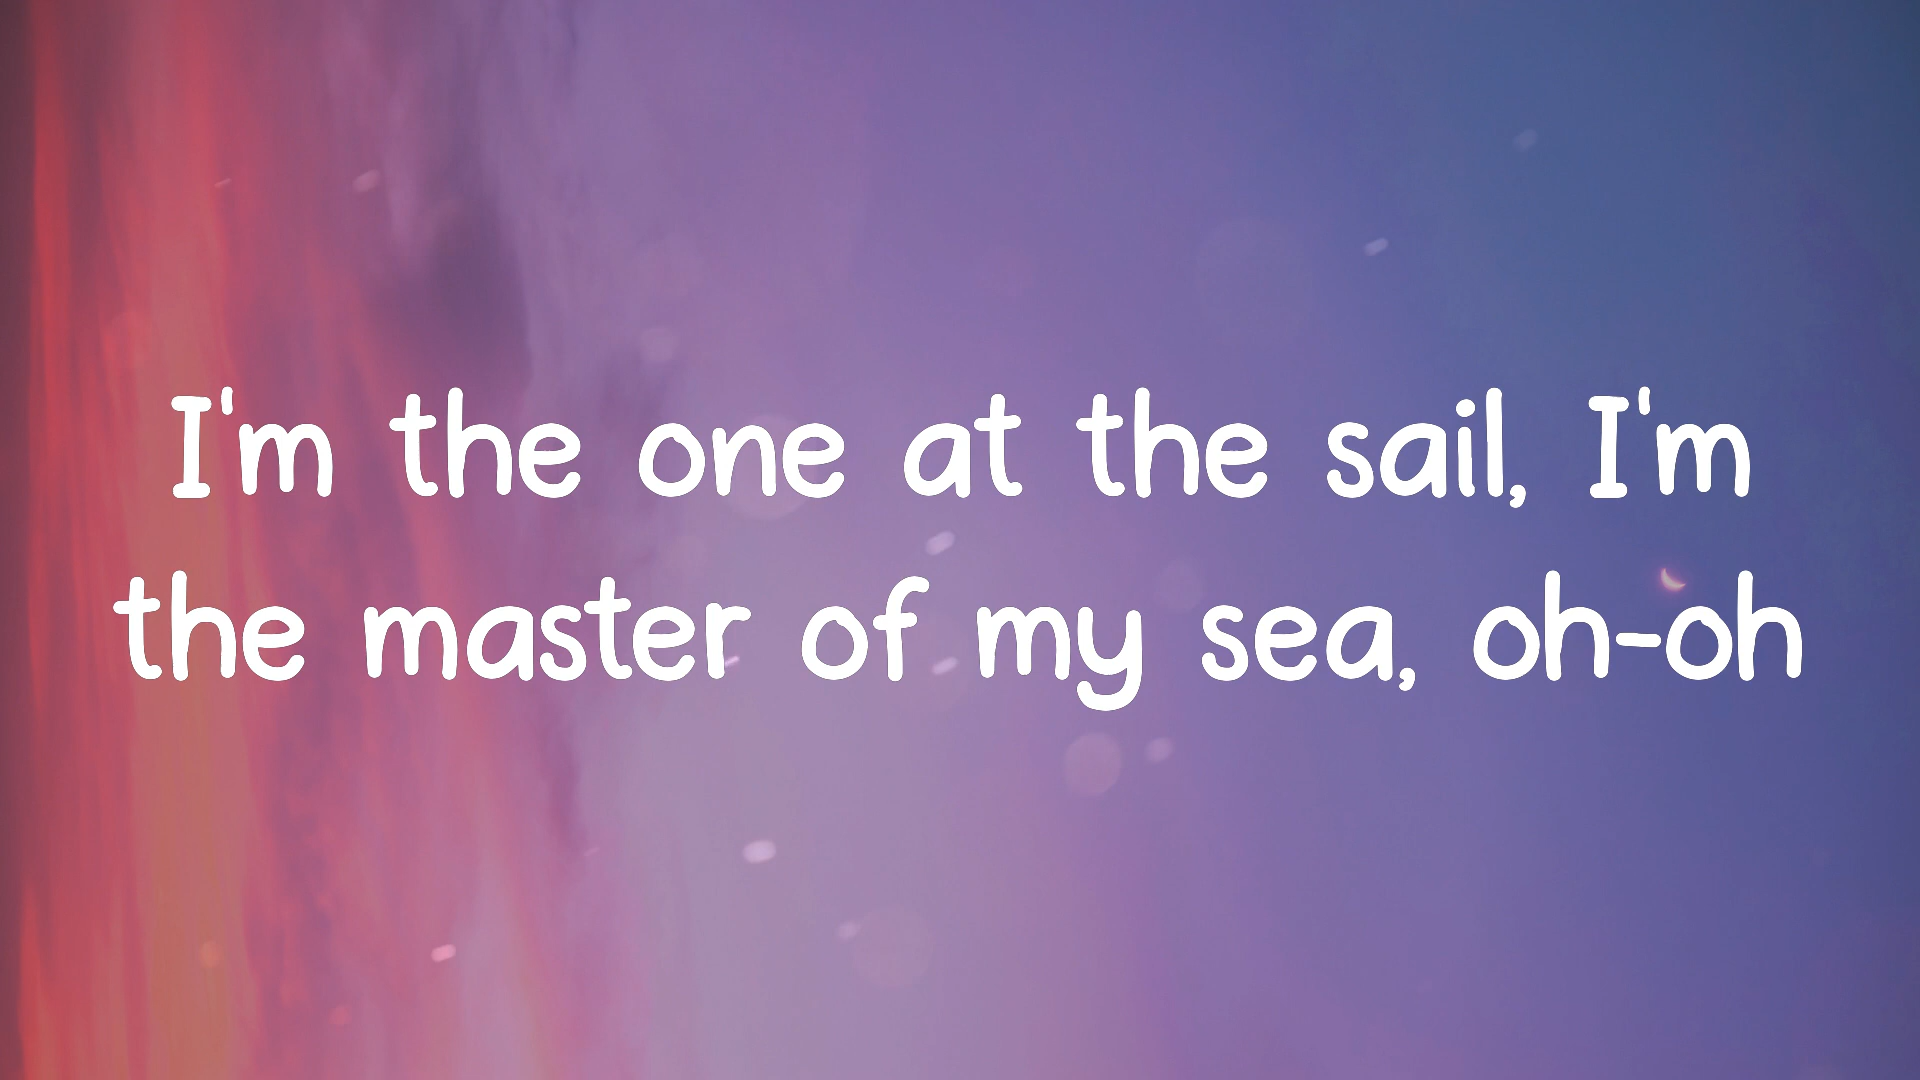 I'm the one at the sail, I'm
the master of my sea, oh-oh